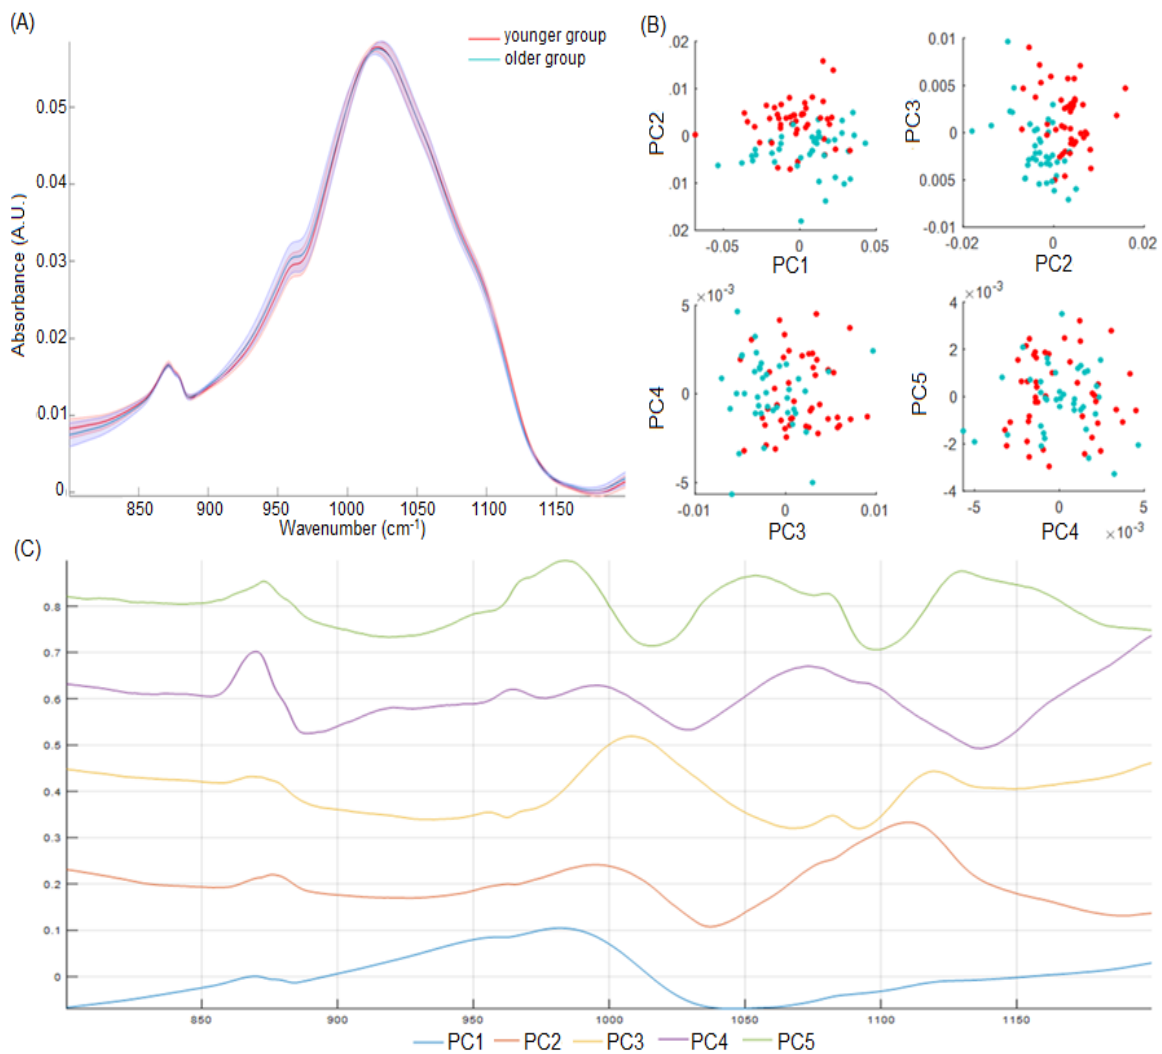 (A)
younger group
older group
0.05
0.04
0.03
0.02
0.01
0
Absorbance (A.U.)
850 900 950 1000 1050 1100 1150
Wavenumber (cm-1)
(B)
.02
.01
0
.01
.02
PC2
-0.05 0 0.05
PC1
0.01
0.005
0
0.005
-0.01
PC3
-0.02 0 0.02
PC2
×10-3
5
0
-5
PC4
-0.01 0 0.01
PC3
×10-3
4
2
0
-2
-4
PC5
-5 0 5
PC4 ×10-3
(C)
0.8
0.7
0.6
0.5
0.4
0.3
0.2
0.1
0
850 900 950 1000 1050 1100 1150
PC1 PC2 PC3 PC4 PC5